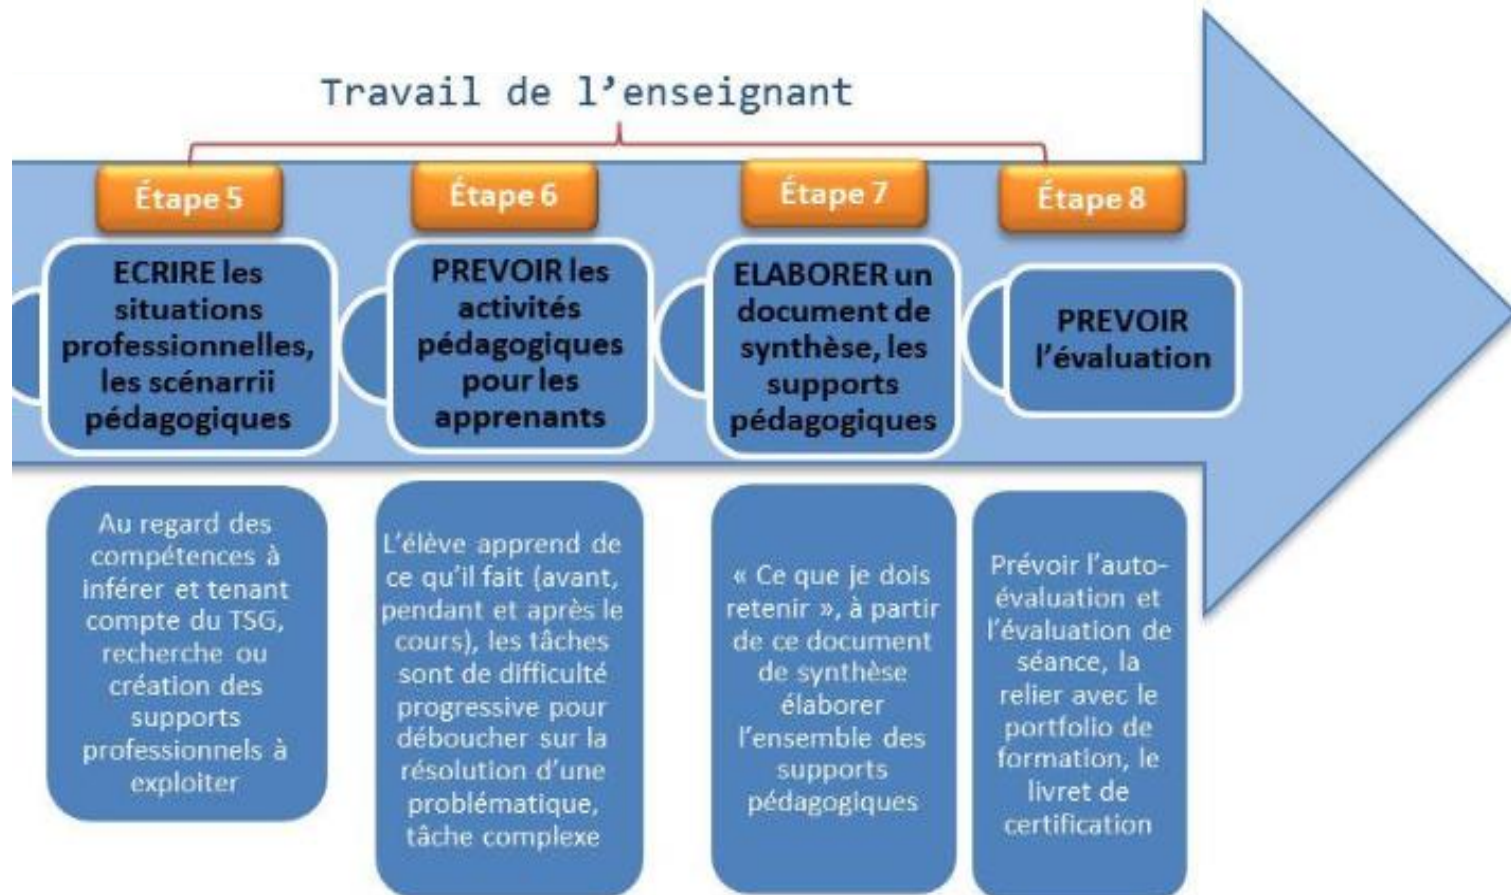 Travail de l’enseignant
Étape 5
ECRIRE les
situations
professionnelles,
les scénarrii
pédagogiques
Au regard des
compétences à
inférer et tenant
compte du TSG,
recherche ou
création des
supports
professionnels à
exploiter
Étape 6
PREVOIR les
activités
pédagogiques
pour les
apprenants
L’élève apprend de
ce qu’il fait (avant,
pendant et après le
cours), les tâches
sont de difficulté
progressive pour
déboucher sur la
résolution d’une
problématique,
tâche complexe
Étape 7
ELABORER un
document de
synthèse, les
supports
pédagogiques
« Ce que je dois
retenir », à partir
de ce document
de synthèse
élaborer
l’ensemble des
supports
pédagogiques
Étape 8
PREVOIR
l’évaluation
Prévoir l’auto-
évaluation et
l’évaluation de
séance, la
relier avec le
portfolio de
formation, le
livret de
certification